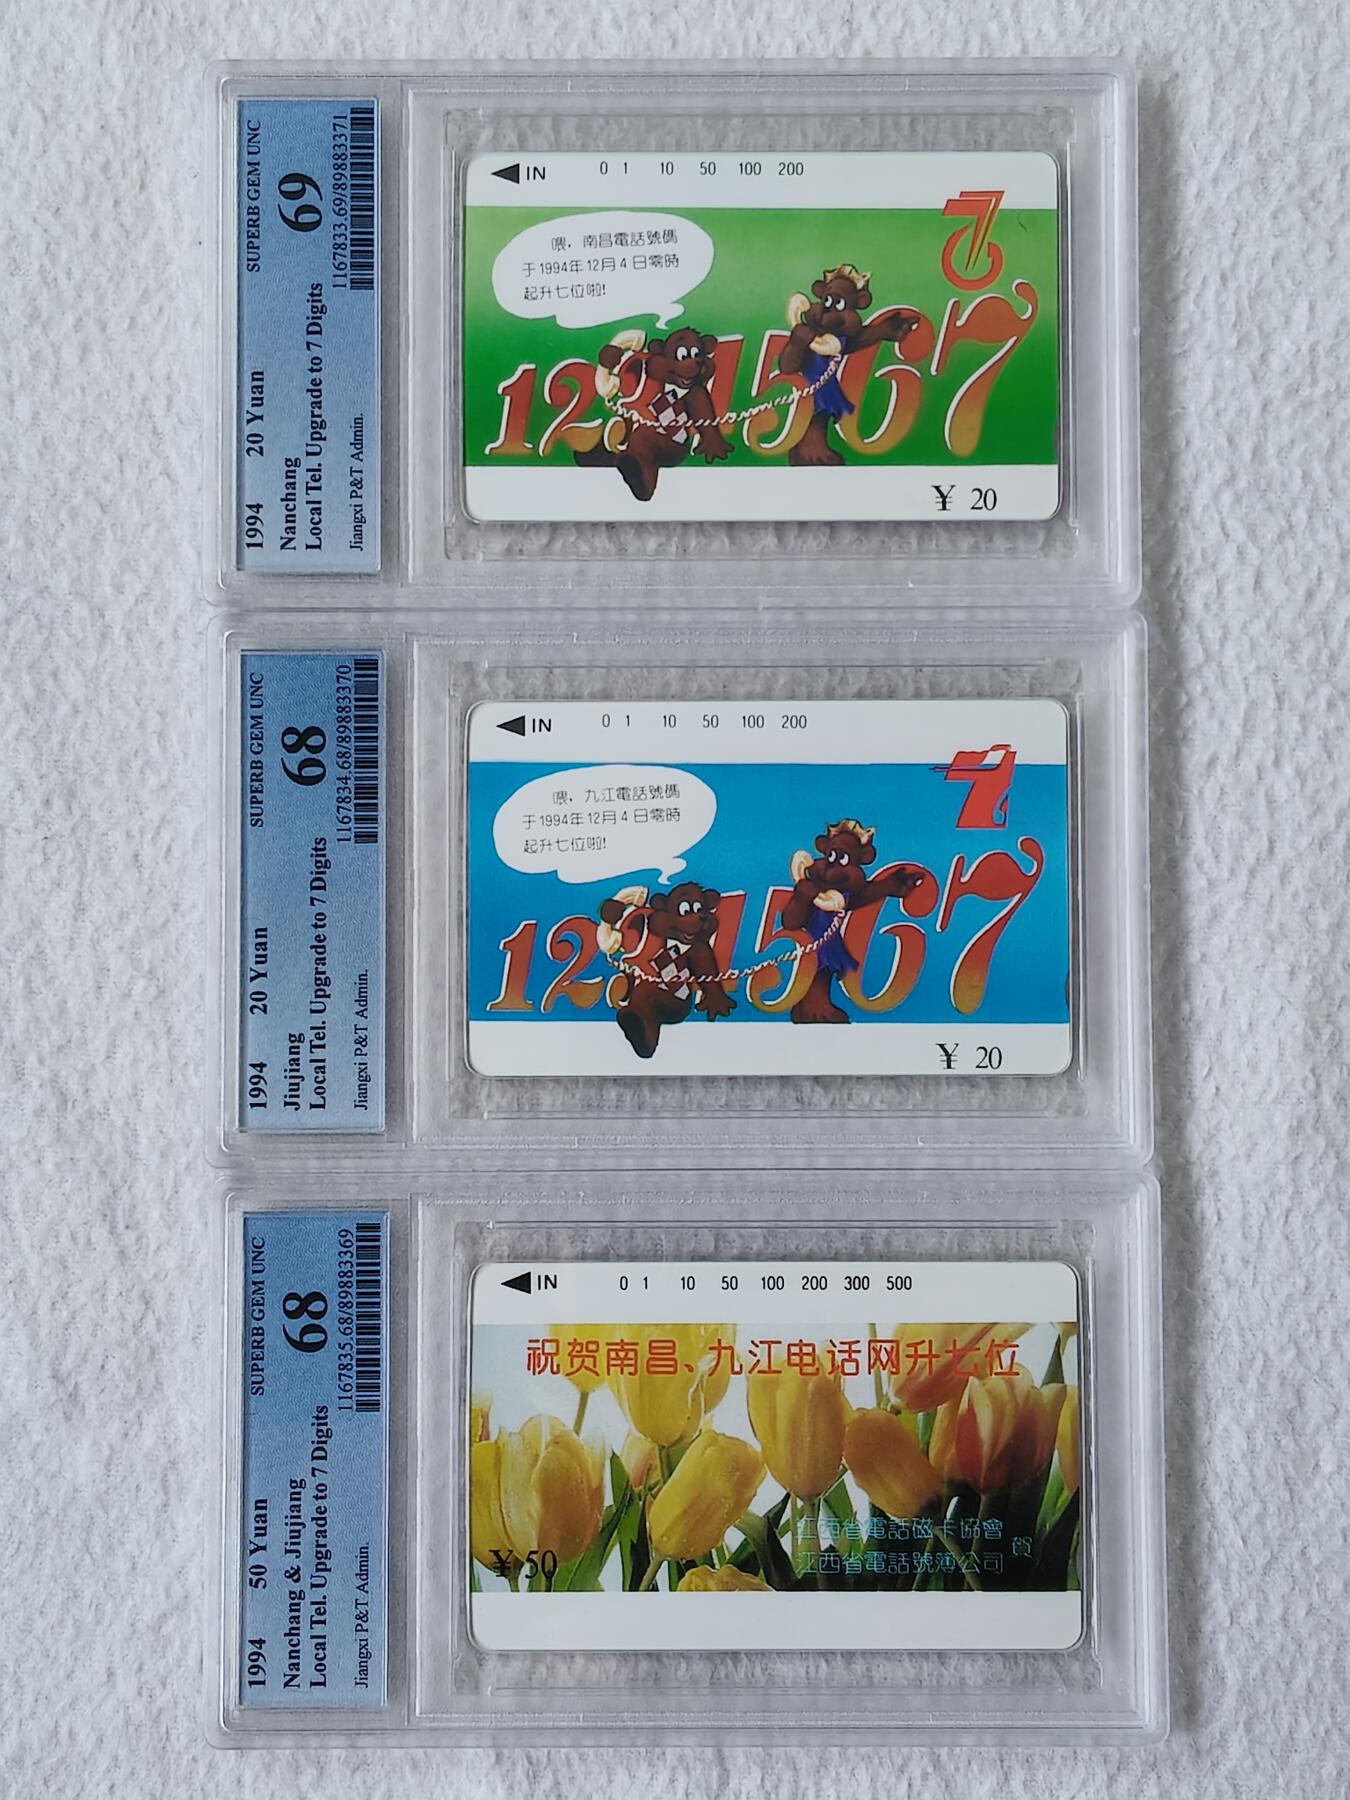 SUPERB GEM UNC
69
1167833.69/89883371
1994 20 Yuan
Nanchang
Local Tel. Upgrade to 7 Digits
Jiangxi P&T Admin.
IN 0 1 10 50 100 200
喂，南昌電話號碼
于1994年12月4日零時
起升七位啦!
7
1234567
¥ 20
SUPERB GEM UNC
68
1167834.68/89883370
1994 20 Yuan
Jiujiang
Local Tel. Upgrade to 7 Digits
Jiangxi P&T Admin.
IN 0 1 10 50 100 200
喂，九江電話號碼
于1994年12月4日零時
起升七位啦!
7
1234567
¥ 20
SUPERB GEM UNC
68
1167835.68/89883369
1994 50 Yuan
Nanchang & Jiujiang
Local Tel. Upgrade to 7 Digits
Jiangxi P&T Admin.
IN 0 1 10 50 100 200 300 500
祝贺南昌、九江电话网升七位
江西省電話磁卡協會
江西省電話號簿公司
賀
¥ 50